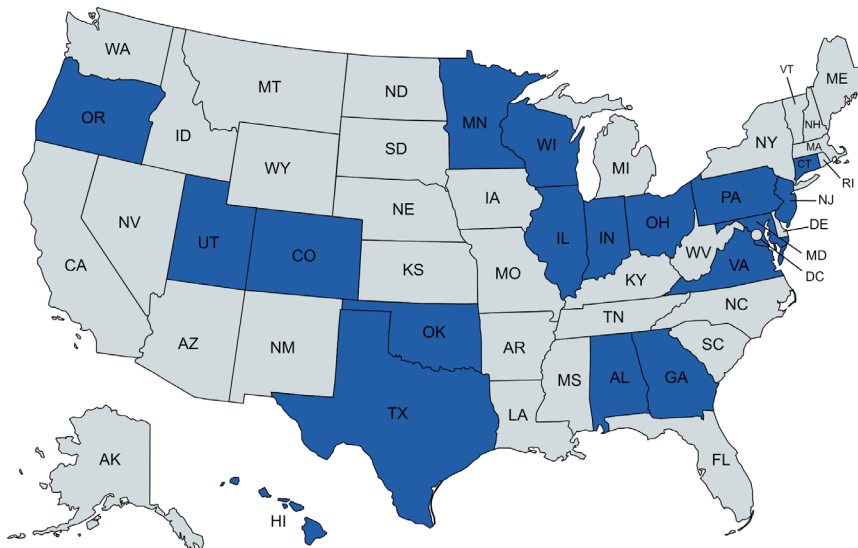 WA
MT
ND
MN
VT
ME
OR
ID
SD
WI
MI
NY
NH
MA
CT
RI
WY
IA
PA
NJ
NV
UT
CO
NE
IL
IN
OH
WV
VA
DE
MD
DC
CA
KS
MO
KY
NC
TN
AZ
NM
OK
AR
SC
TX
MS
AL
GA
LA
FL
AK
HI